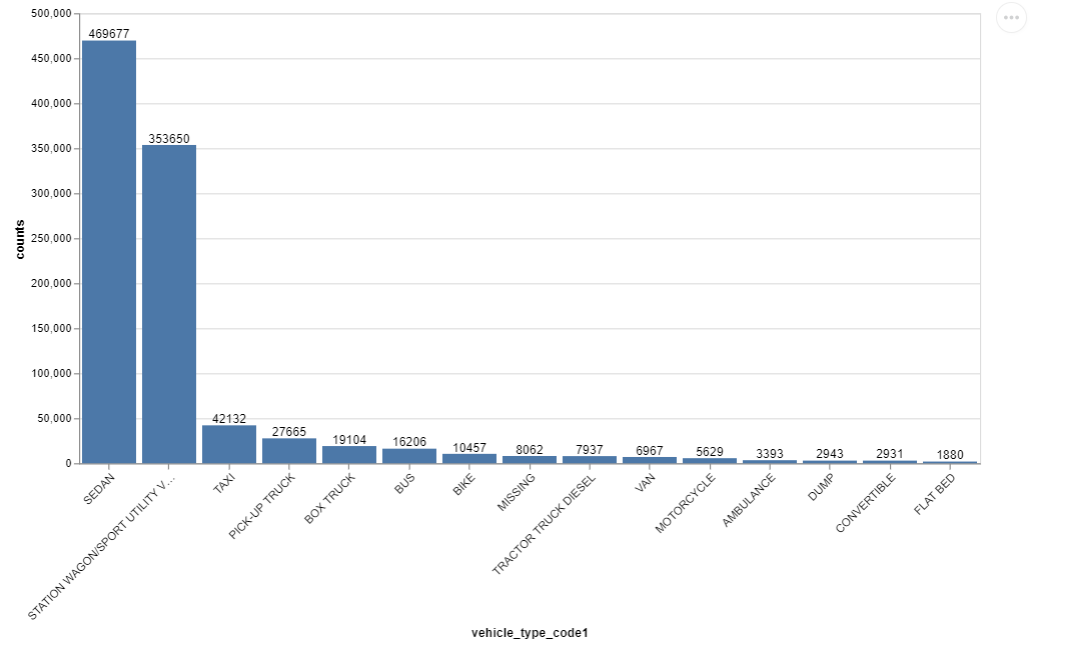 500,000
450,000
400,000
350,000
300,000
250,000
200,000
150,000
100,000
50,000
0
counts
469677
353650
42132
27665
19104
16206
10457
8062
7937
6967
5629
3393
2943
2931
1880
SEDAN
STATION WAGON/SPORT UTILITY V…
TAXI
PICK-UP TRUCK
BOX TRUCK
BUS
BIKE
MISSING
TRACTOR TRUCK DIESEL
VAN
MOTORCYCLE
AMBULANCE
DUMP
CONVERTIBLE
FLAT BED
vehicle_type_code1